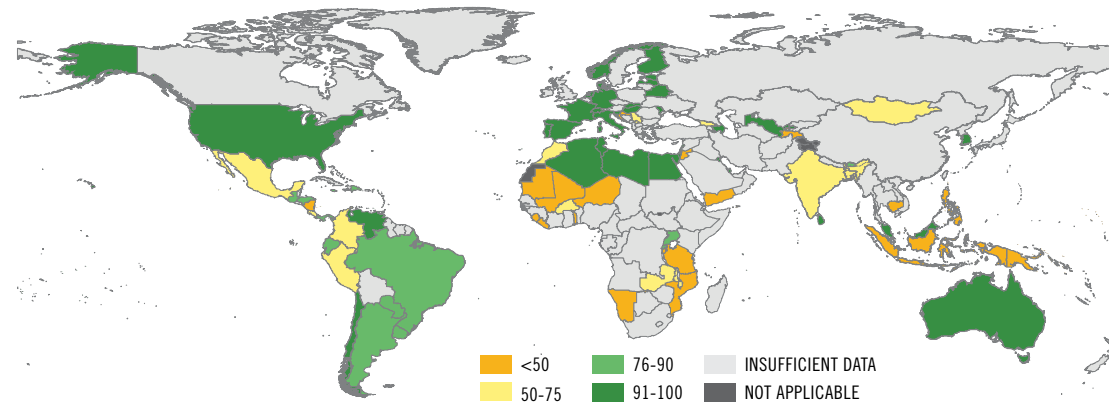 <50
50-75
76-90
91-100
INSUFFICIENT DATA
NOT APPLICABLE